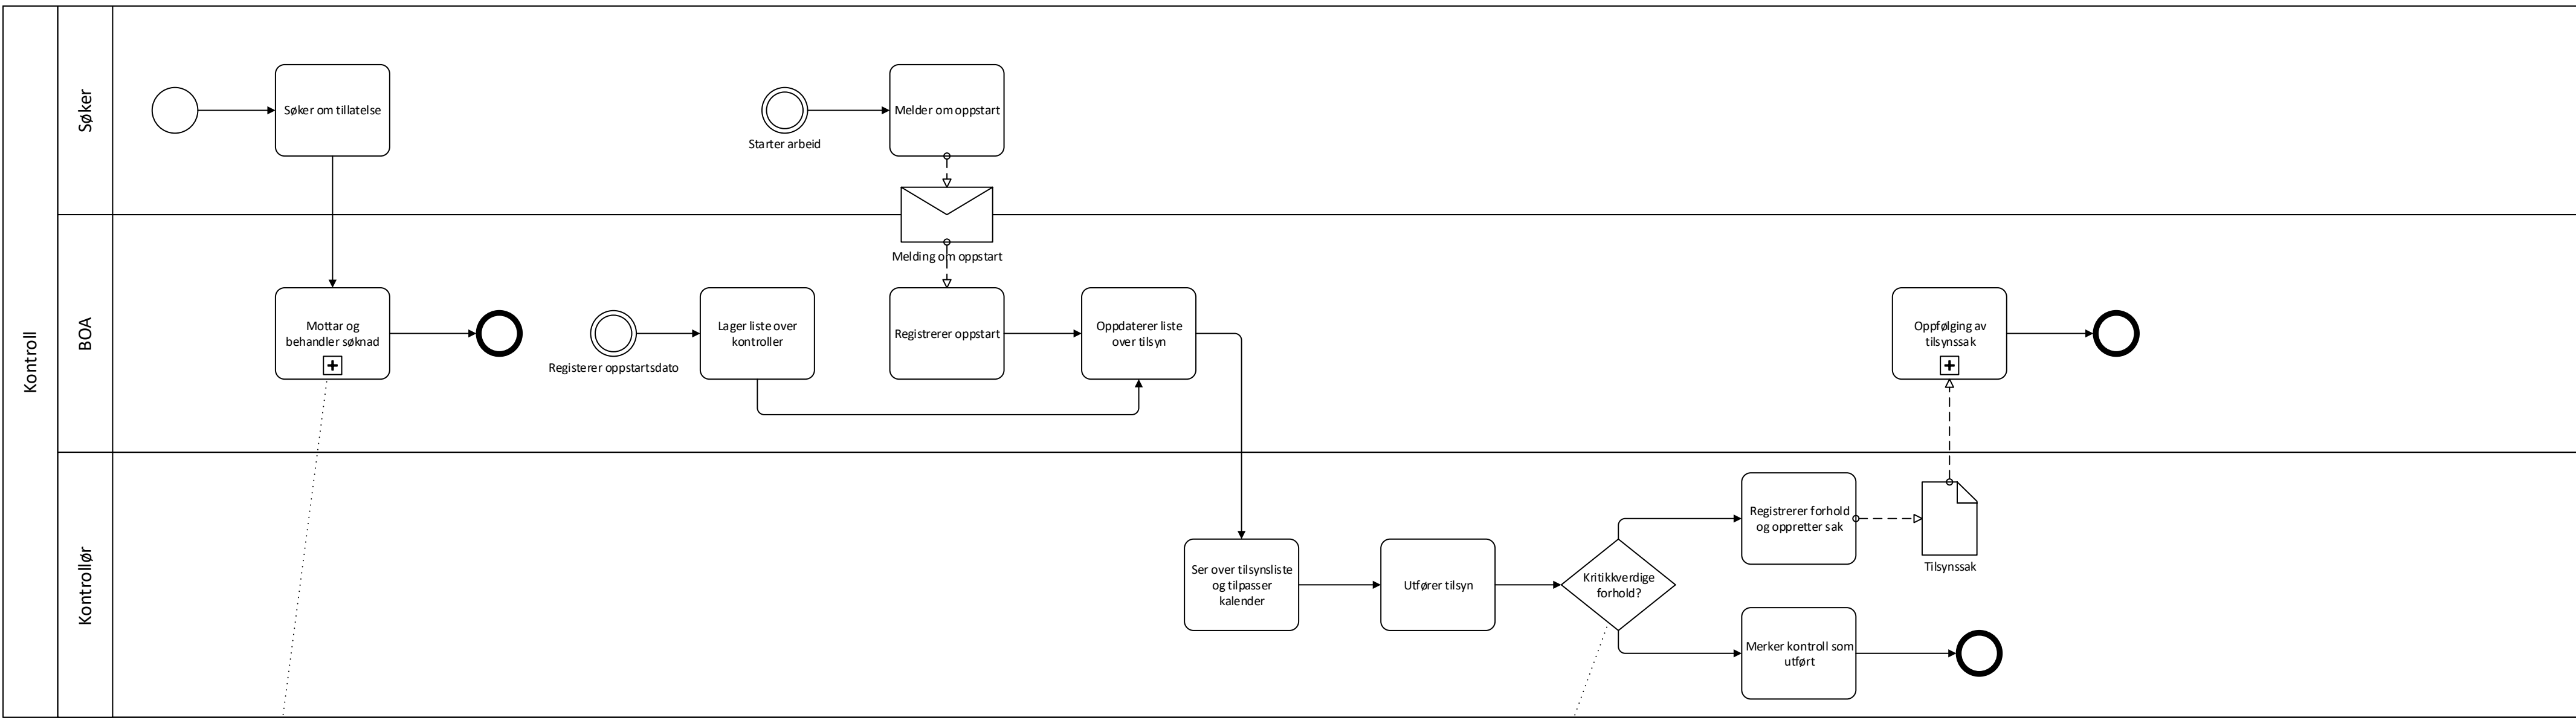 Kontroll
Søker
Søker om tillatelse
Starter arbeid
Melder om oppstart
Melding om oppstart
BOA
Mottar og
behandler søknad
Registerer oppstartsdato
Lager liste over
kontroller
Registrerer oppstart
Oppdaterer liste
over tilsyn
Oppfølging av
tilsynssak
Kontrollør
Ser over tilsynsliste
og tilpasser
kalender
Utfører tilsyn
Kritikkverdige
forhold?
Registrerer forhold
og oppretter sak
Tilsynssak
Merker kontroll som
utført